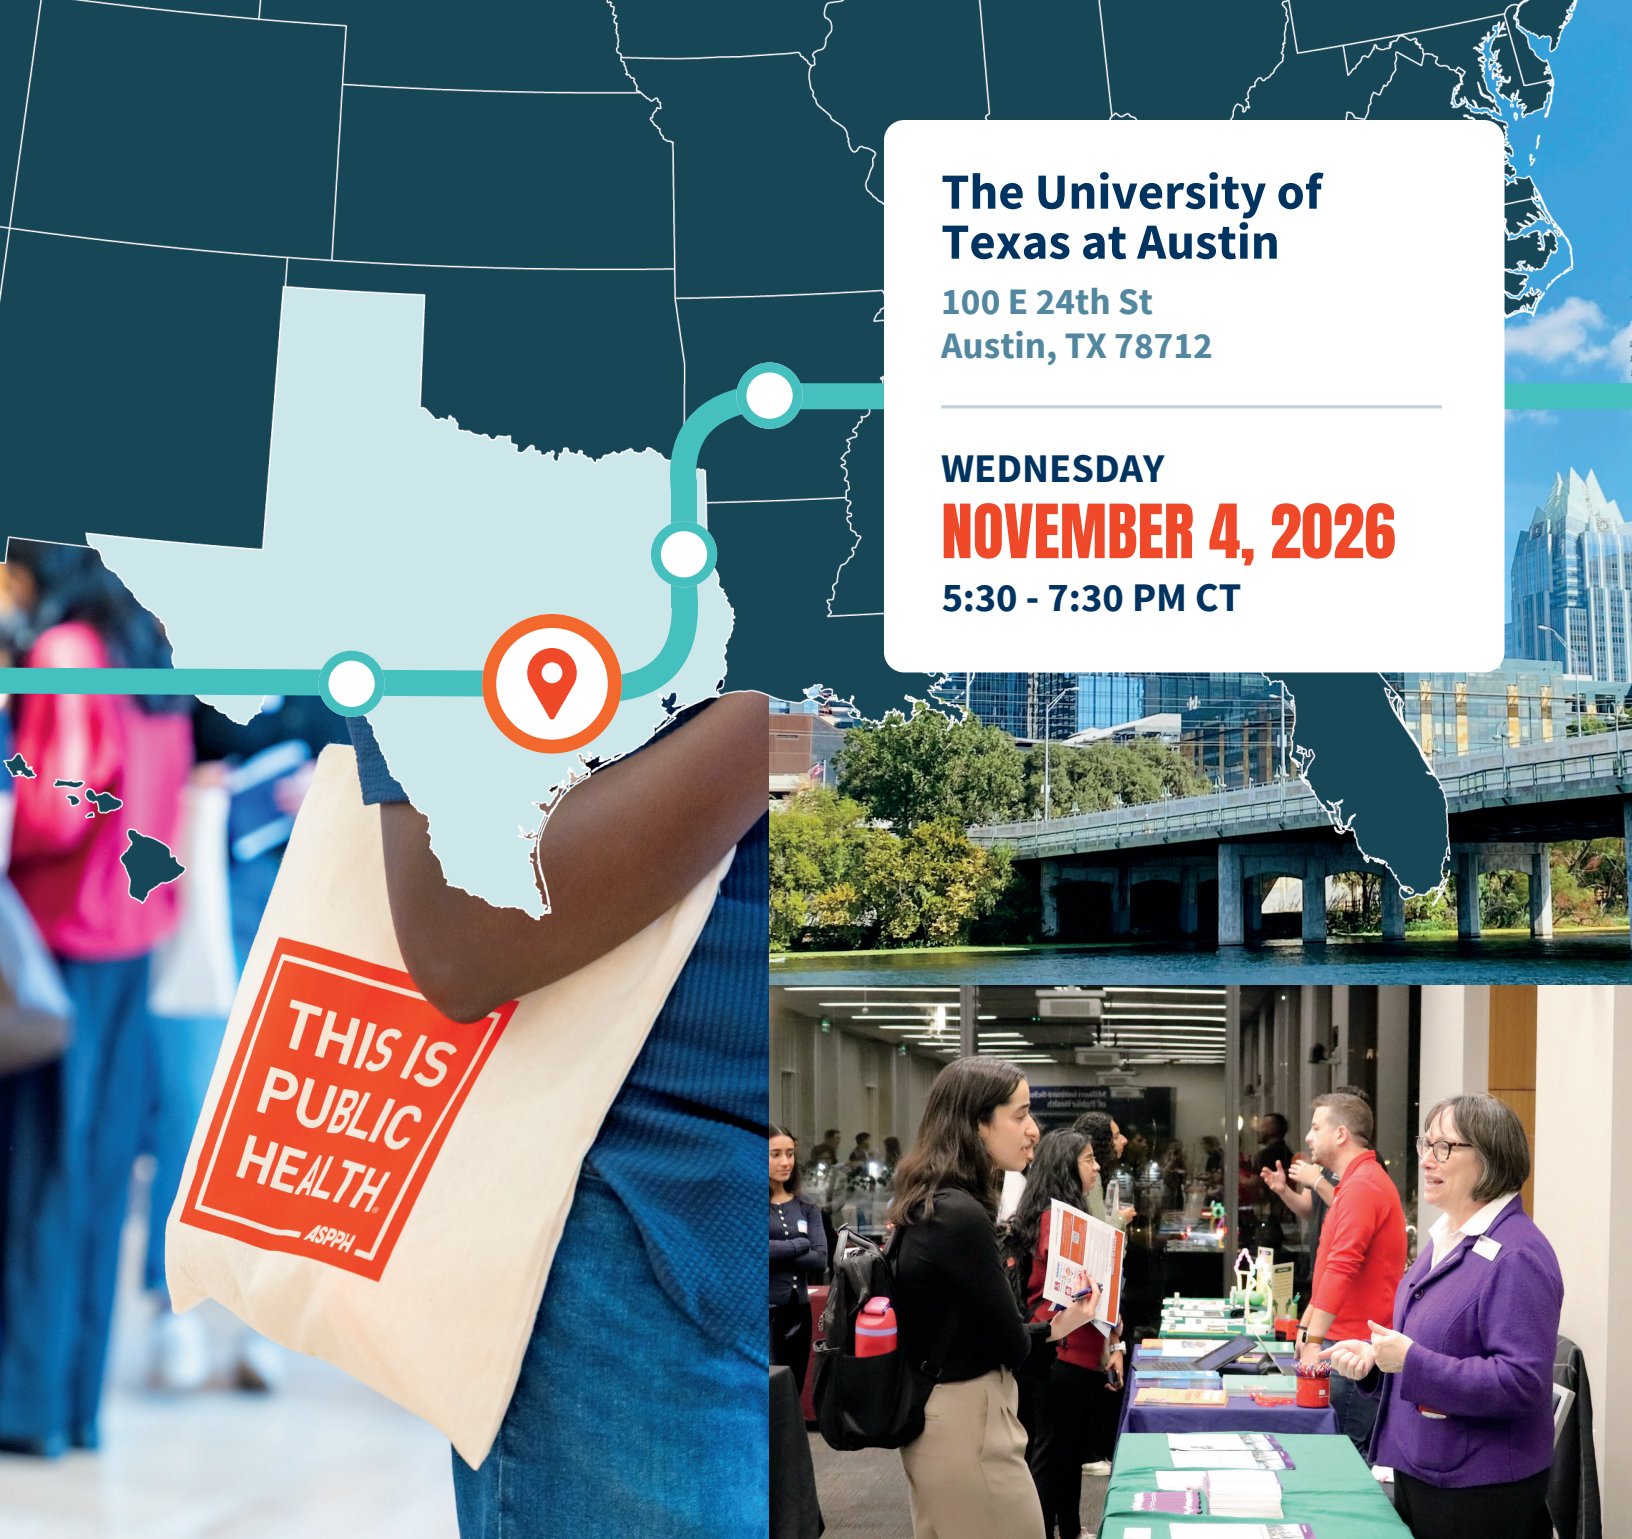 The University of
Texas at Austin
100 E 24th St
Austin, TX 78712
WEDNESDAY
NOVEMBER 4, 2026
5:30 - 7:30 PM CT
THIS IS
PUBLIC
HEALTH®
ASPPH